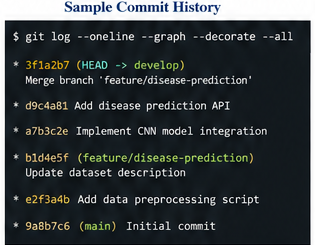 Sample Commit History
$ git log --oneline --graph --decorate --all
* 3f1a2b7 (HEAD -> develop)
Merge branch 'feature/disease-prediction'
* d9c4a81 Add disease prediction API
* a7b3c2e Implement CNN model integration
* b1d4e5f (feature/disease-prediction)
Update dataset description
* e2f3a4b Add data preprocessing script
* 9a8b7c6 (main) Initial commit